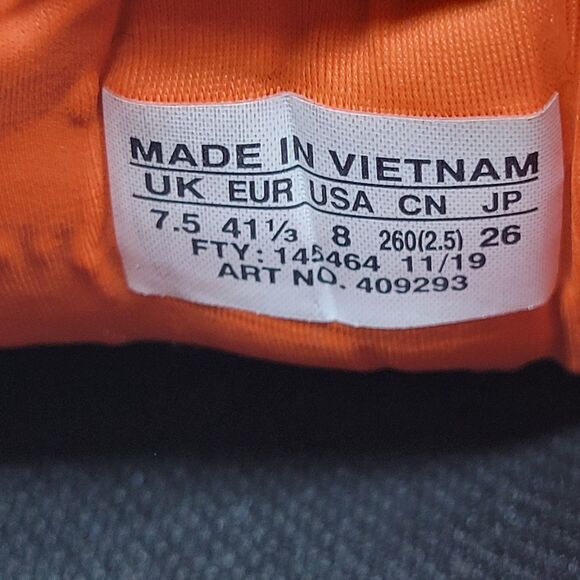 MADE IN VIETNAM
UK EUR USA CN JP
7.5 41⅓ 8 260(2.5) 26
FTY: 145464 11/19
ART NO. 409293